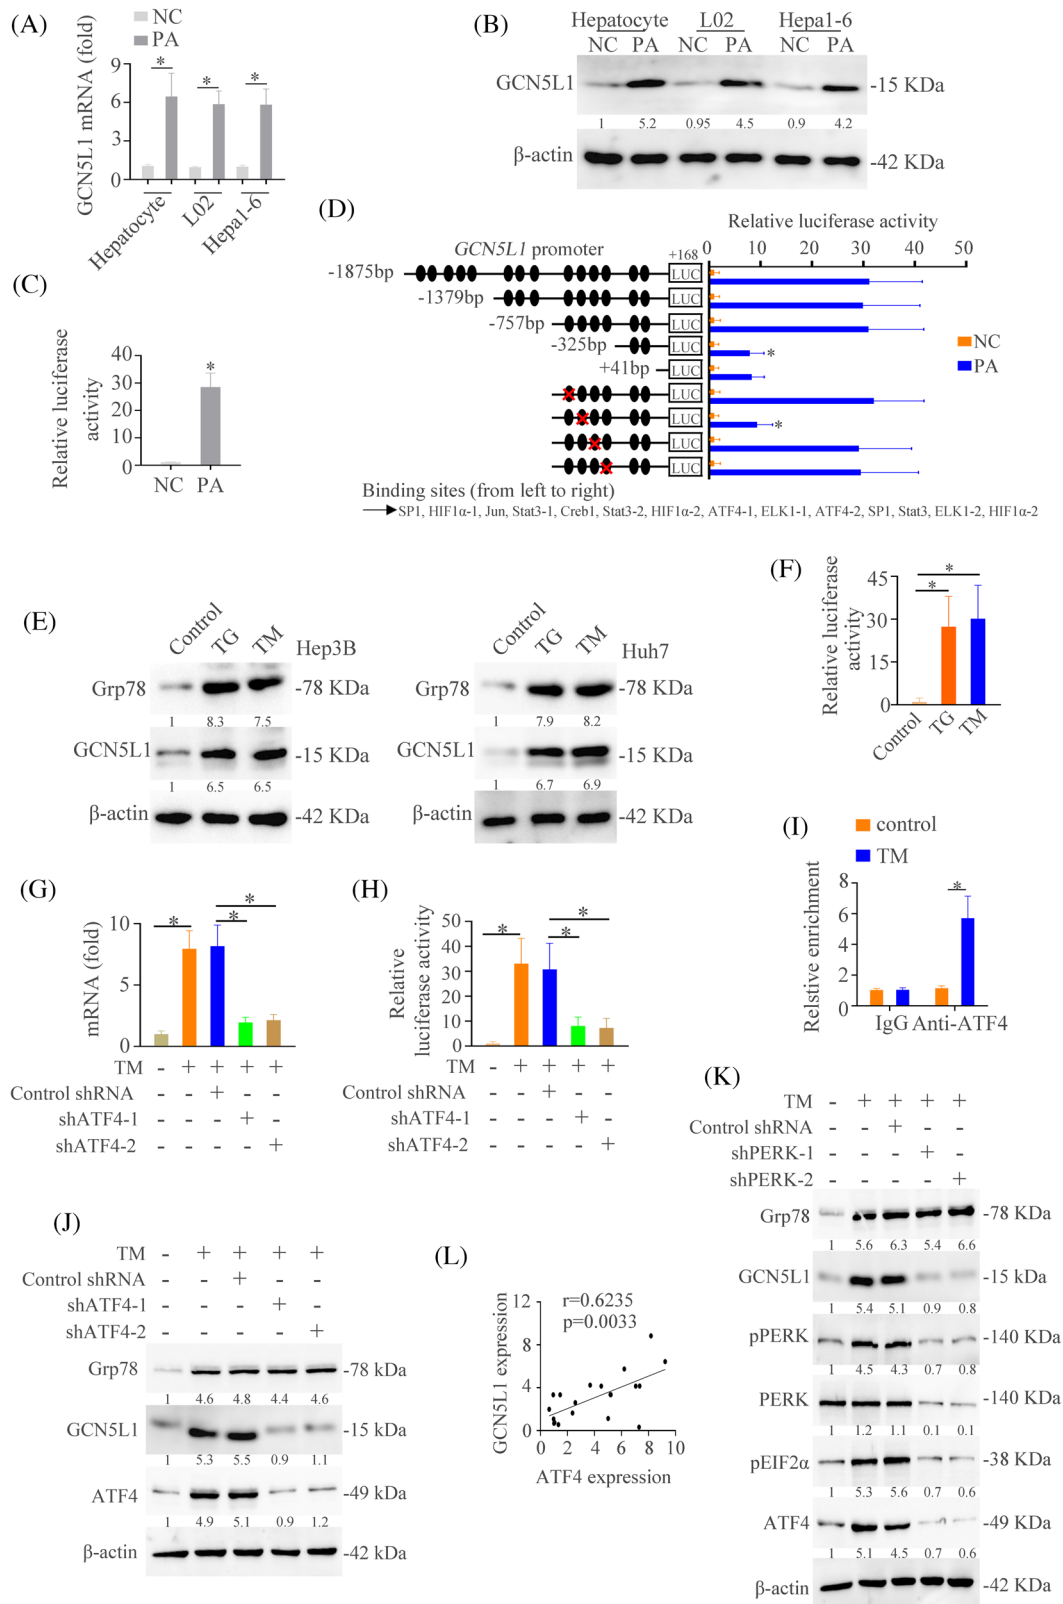 (A)
NC
PA
GCN5L1 mRNA (fold)
9
6
3
0
* * *
Hepatocyte
L02
Hepa1-6
(B)
Hepatocyte L02 Hepa1-6
NC PA NC PA NC PA
GCN5L1 -15 KDa
1 5.2 0.95 4.5 0.9 4.2
β-actin -42 KDa
(C)
Relative luciferase
activity
40
30
20
10
0
*
NC PA
(D)
Relative luciferase activity
GCN5L1 promoter +168 0 10 20 30 40 50
-1875bp LUC
-1379bp LUC
-757bp LUC
-325bp LUC *
+41bp LUC
LUC
LUC *
LUC
LUC
NC
PA
Binding sites (from left to right)
SP1, HIF1α-1, Jun, Stat3-1, Creb1, Stat3-2, HIF1α-2, ATF4-1, ELK1-1, ATF4-2, SP1, Stat3, ELK1-2, HIF1α-2
(E)
Control TG TM Hep3B
Grp78 -78 KDa
1 8.3 7.5
GCN5L1 -15 KDa
1 6.5 6.5
β-actin -42 KDa
Control TG TM Huh7
Grp78 -78 KDa
1 7.9 8.2
GCN5L1 -15 KDa
1 6.7 6.9
β-actin -42 KDa
(F)
Relative luciferase
activity
45
30
15
0
*
*
Control TG TM
(G)
mRNA (fold)
10
5
0
* * *
TM - + + + +
Control shRNA - - + - -
shATF4-1 - - - + -
shATF4-2 - - - - +
(H)
Relative
luciferase activity
50
40
30
20
10
0
* * *
TM - + + + +
Control shRNA - - + - -
shATF4-1 - - - + -
shATF4-2 - - - - +
(I)
control
TM
Relstive enrichment
8
6
4
2
0
*
IgG Anti-ATF4
(J)
TM - + + + +
Control shRNA - - + - -
shATF4-1 - - - + -
shATF4-2 - - - - +
Grp78 -78 kDa
1 4.6 4.8 4.4 4.6
GCN5L1 -15 kDa
1 5.3 5.5 0.9 1.1
ATF4 -49 kDa
1 4.9 5.1 0.9 1.2
β-actin -42 kDa
(K)
TM - + + + +
Control shRNA - - + - -
shPERK-1 - - - + -
shPERK-2 - - - - +
Grp78 -78 KDa
1 5.6 6.3 5.4 6.6
GCN5L1 -15 kDa
1 5.4 5.1 0.9 0.8
pPERK -140 KDa
1 4.5 4.3 0.7 0.8
PERK -140 KDa
1 1.2 1.1 0.1 0.1
pEIF2α -38 KDa
1 5.3 5.6 0.7 0.6
ATF4 -49 KDa
1 5.1 4.5 0.7 0.6
β-actin -42 KDa
(L)
r=0.6235
p=0.0033
GCN5L1 expression
12
8
4
0
0 2 4 6 8 10
ATF4 expression